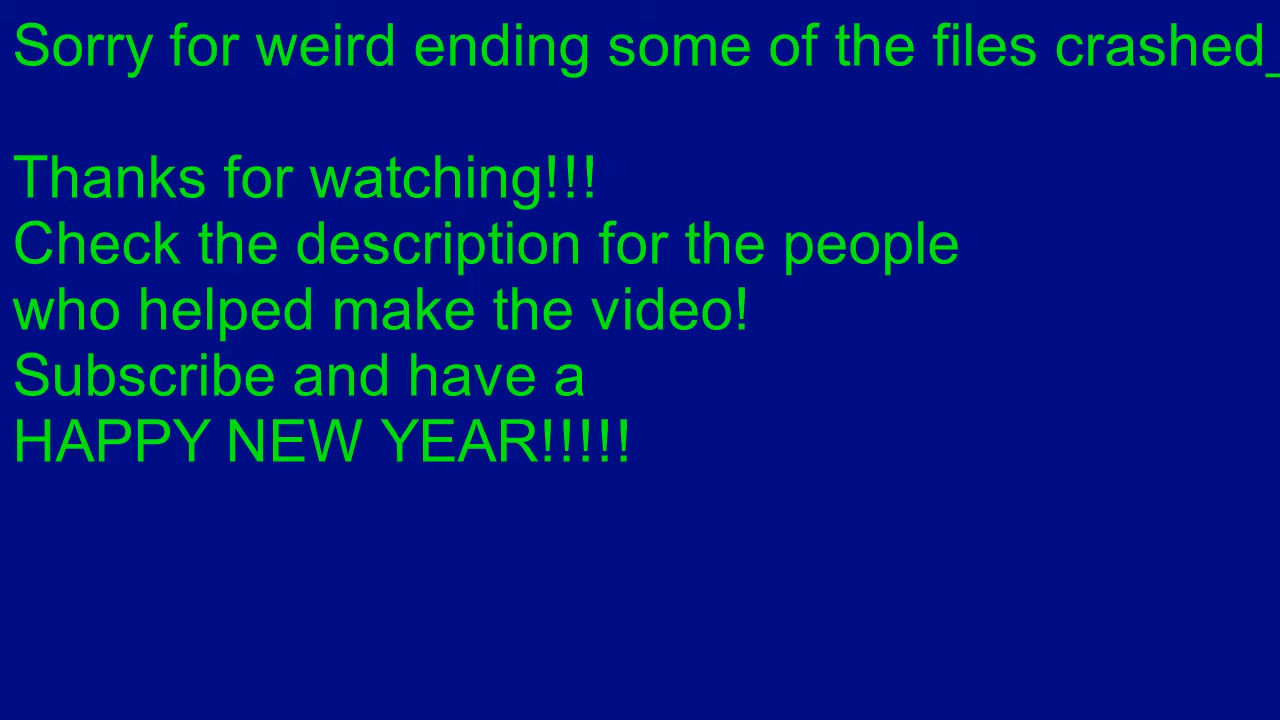 Sorry for weird ending some of the files crashed_
Thanks for watching!!!
Check the description for the people
who helped make the video!
Subscribe and have a
HAPPY NEW YEAR!!!!!